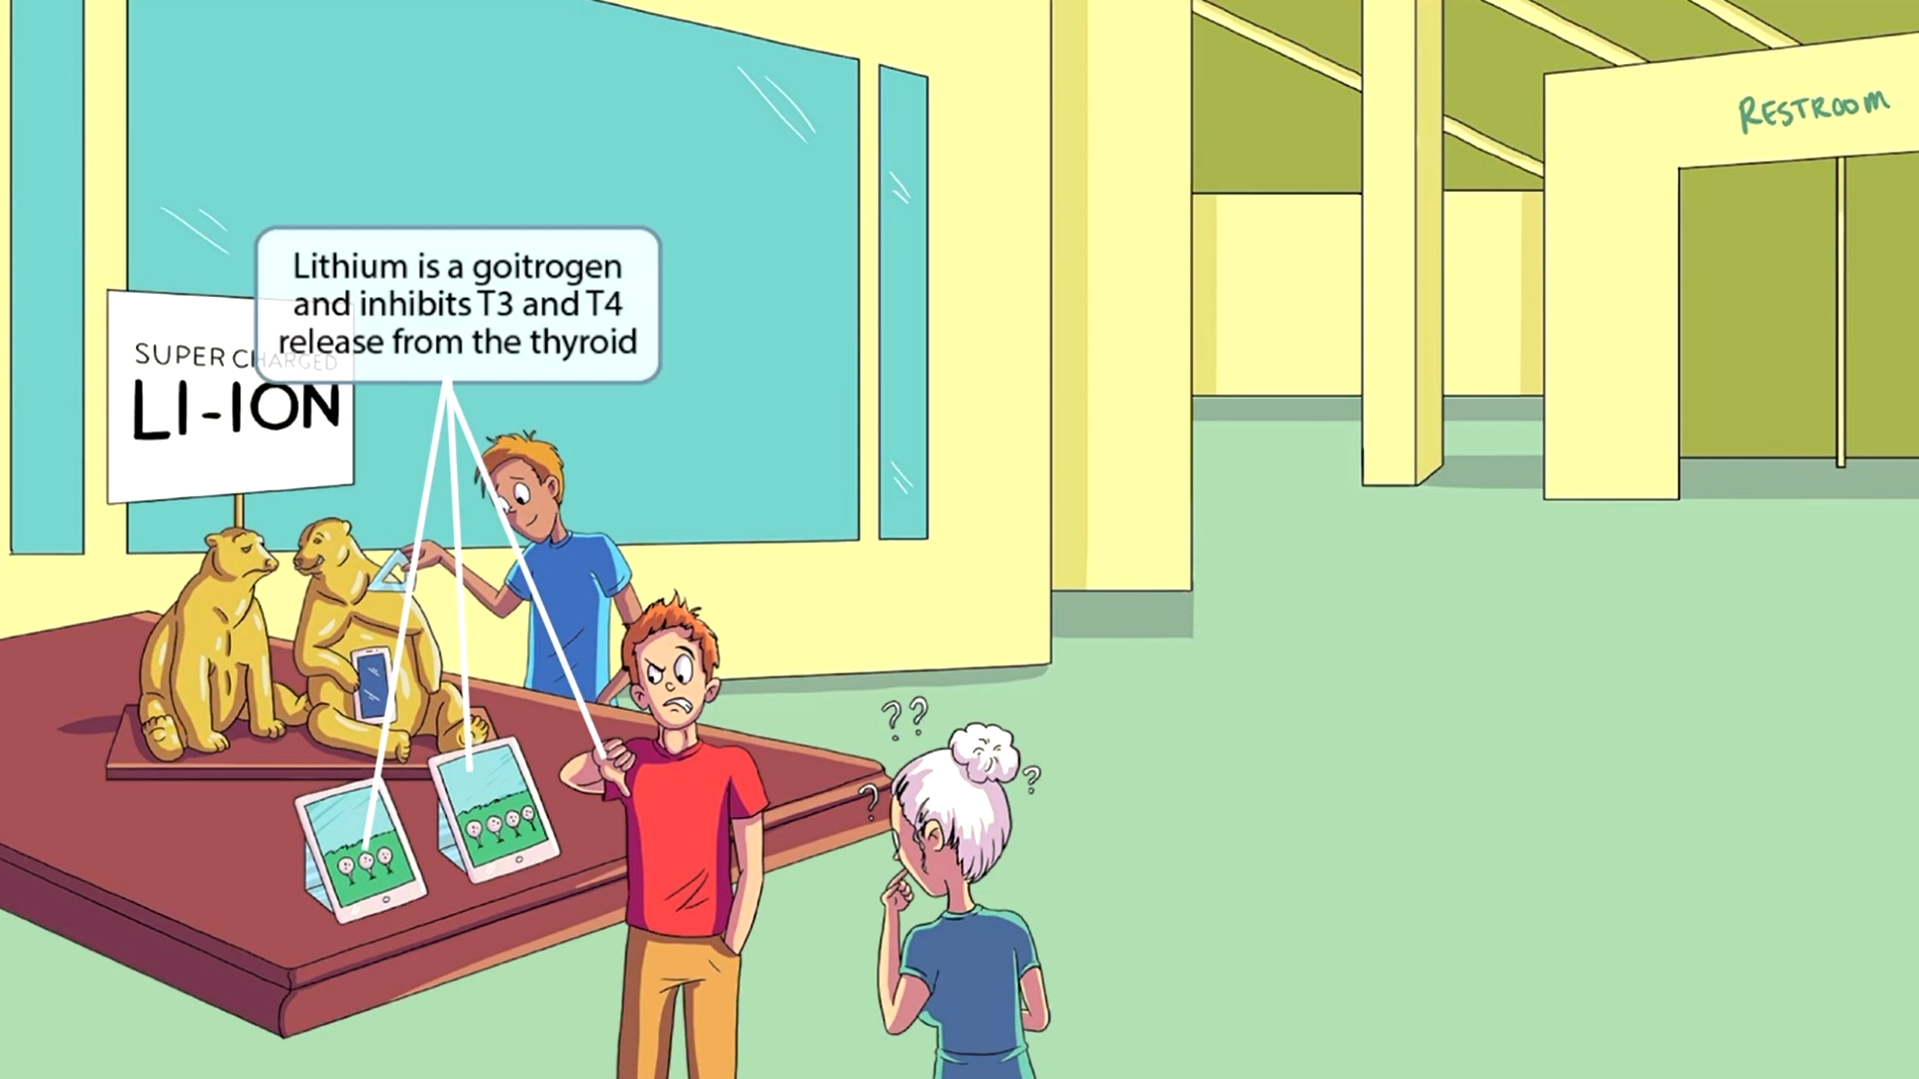 RESTROOM
Lithium is a goitrogen
and inhibits T3 and T4
release from the thyroid
SUPER CHARGED
LI-ION
? ?
?
?